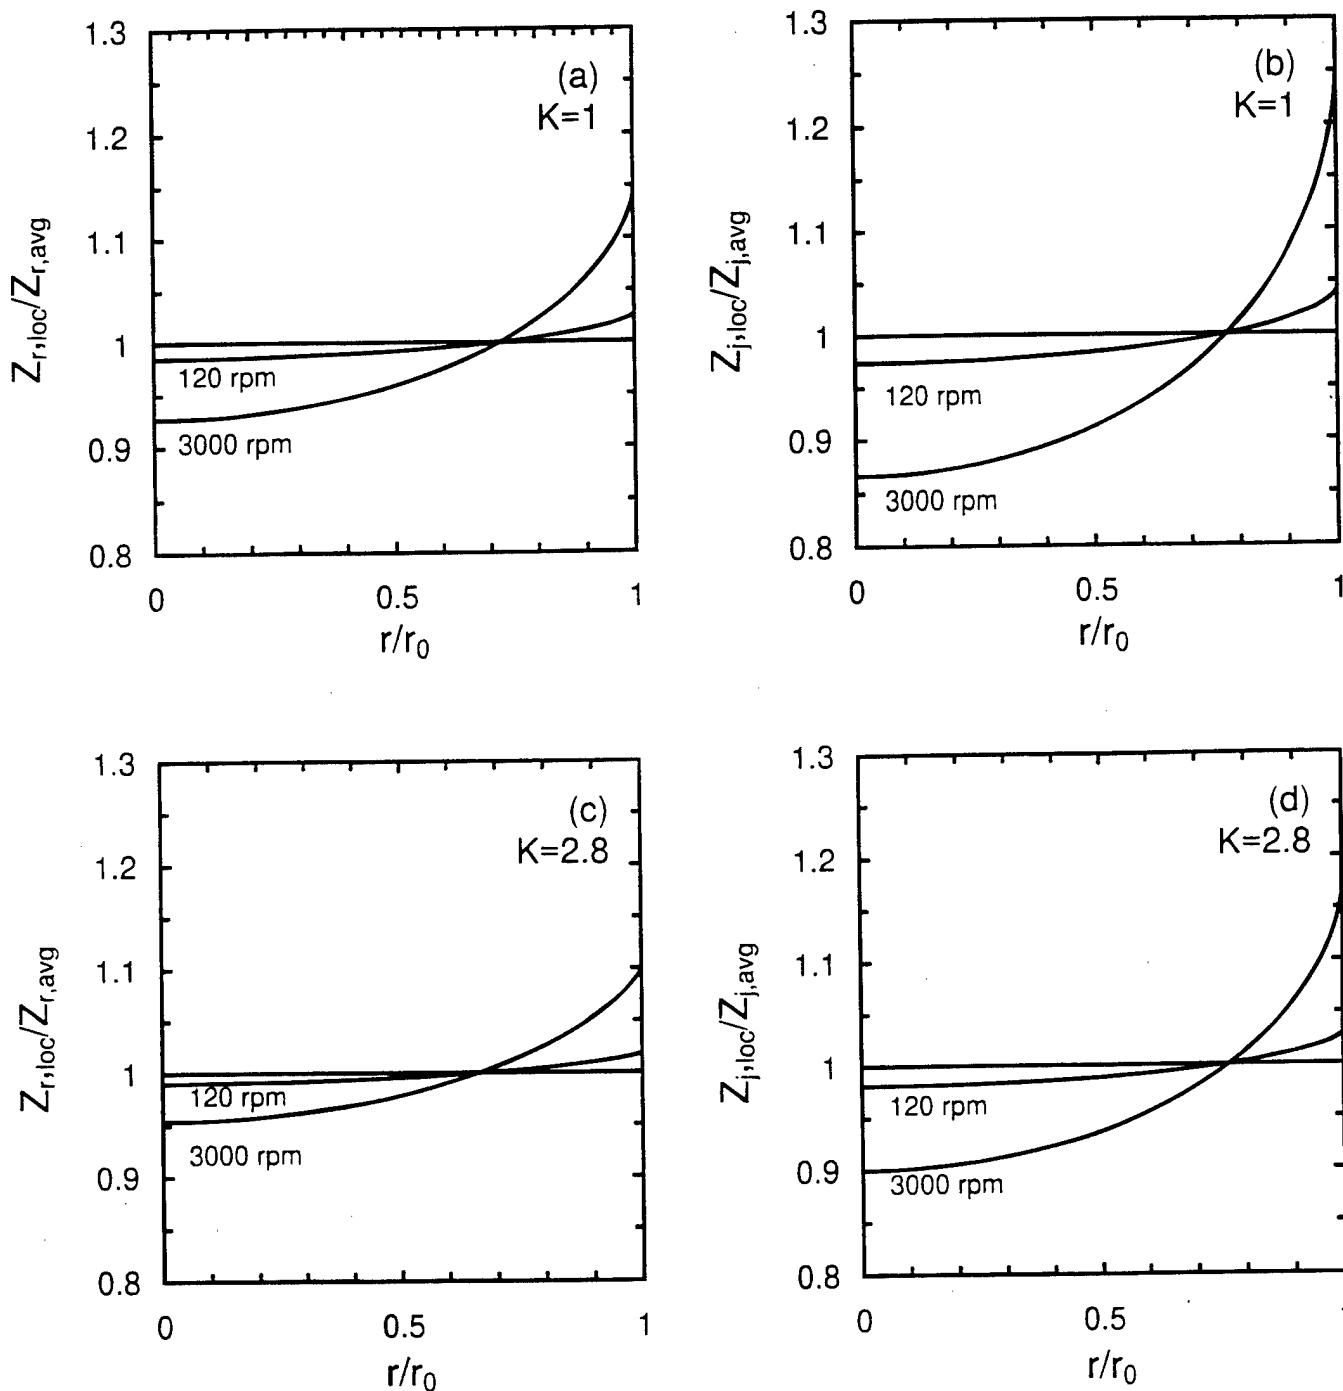 (a)
K=1
1.3
1.2
1.1
1
0.9
0.8
Z_r,loc/Z_r,avg
120 rpm
3000 rpm
0 0.5 1
r/r_0
(b)
K=1
1.3
1.2
1.1
1
0.9
0.8
Z_j,loc/Z_j,avg
120 rpm
3000 rpm
0 0.5 1
r/r_0
(c)
K=2.8
1.3
1.2
1.1
1
0.9
0.8
Z_r,loc/Z_r,avg
120 rpm
3000 rpm
0 0.5 1
r/r_0
(d)
K=2.8
1.3
1.2
1.1
1
0.9
0.8
Z_j,loc/Z_j,avg
120 rpm
3000 rpm
0 0.5
r/r_0